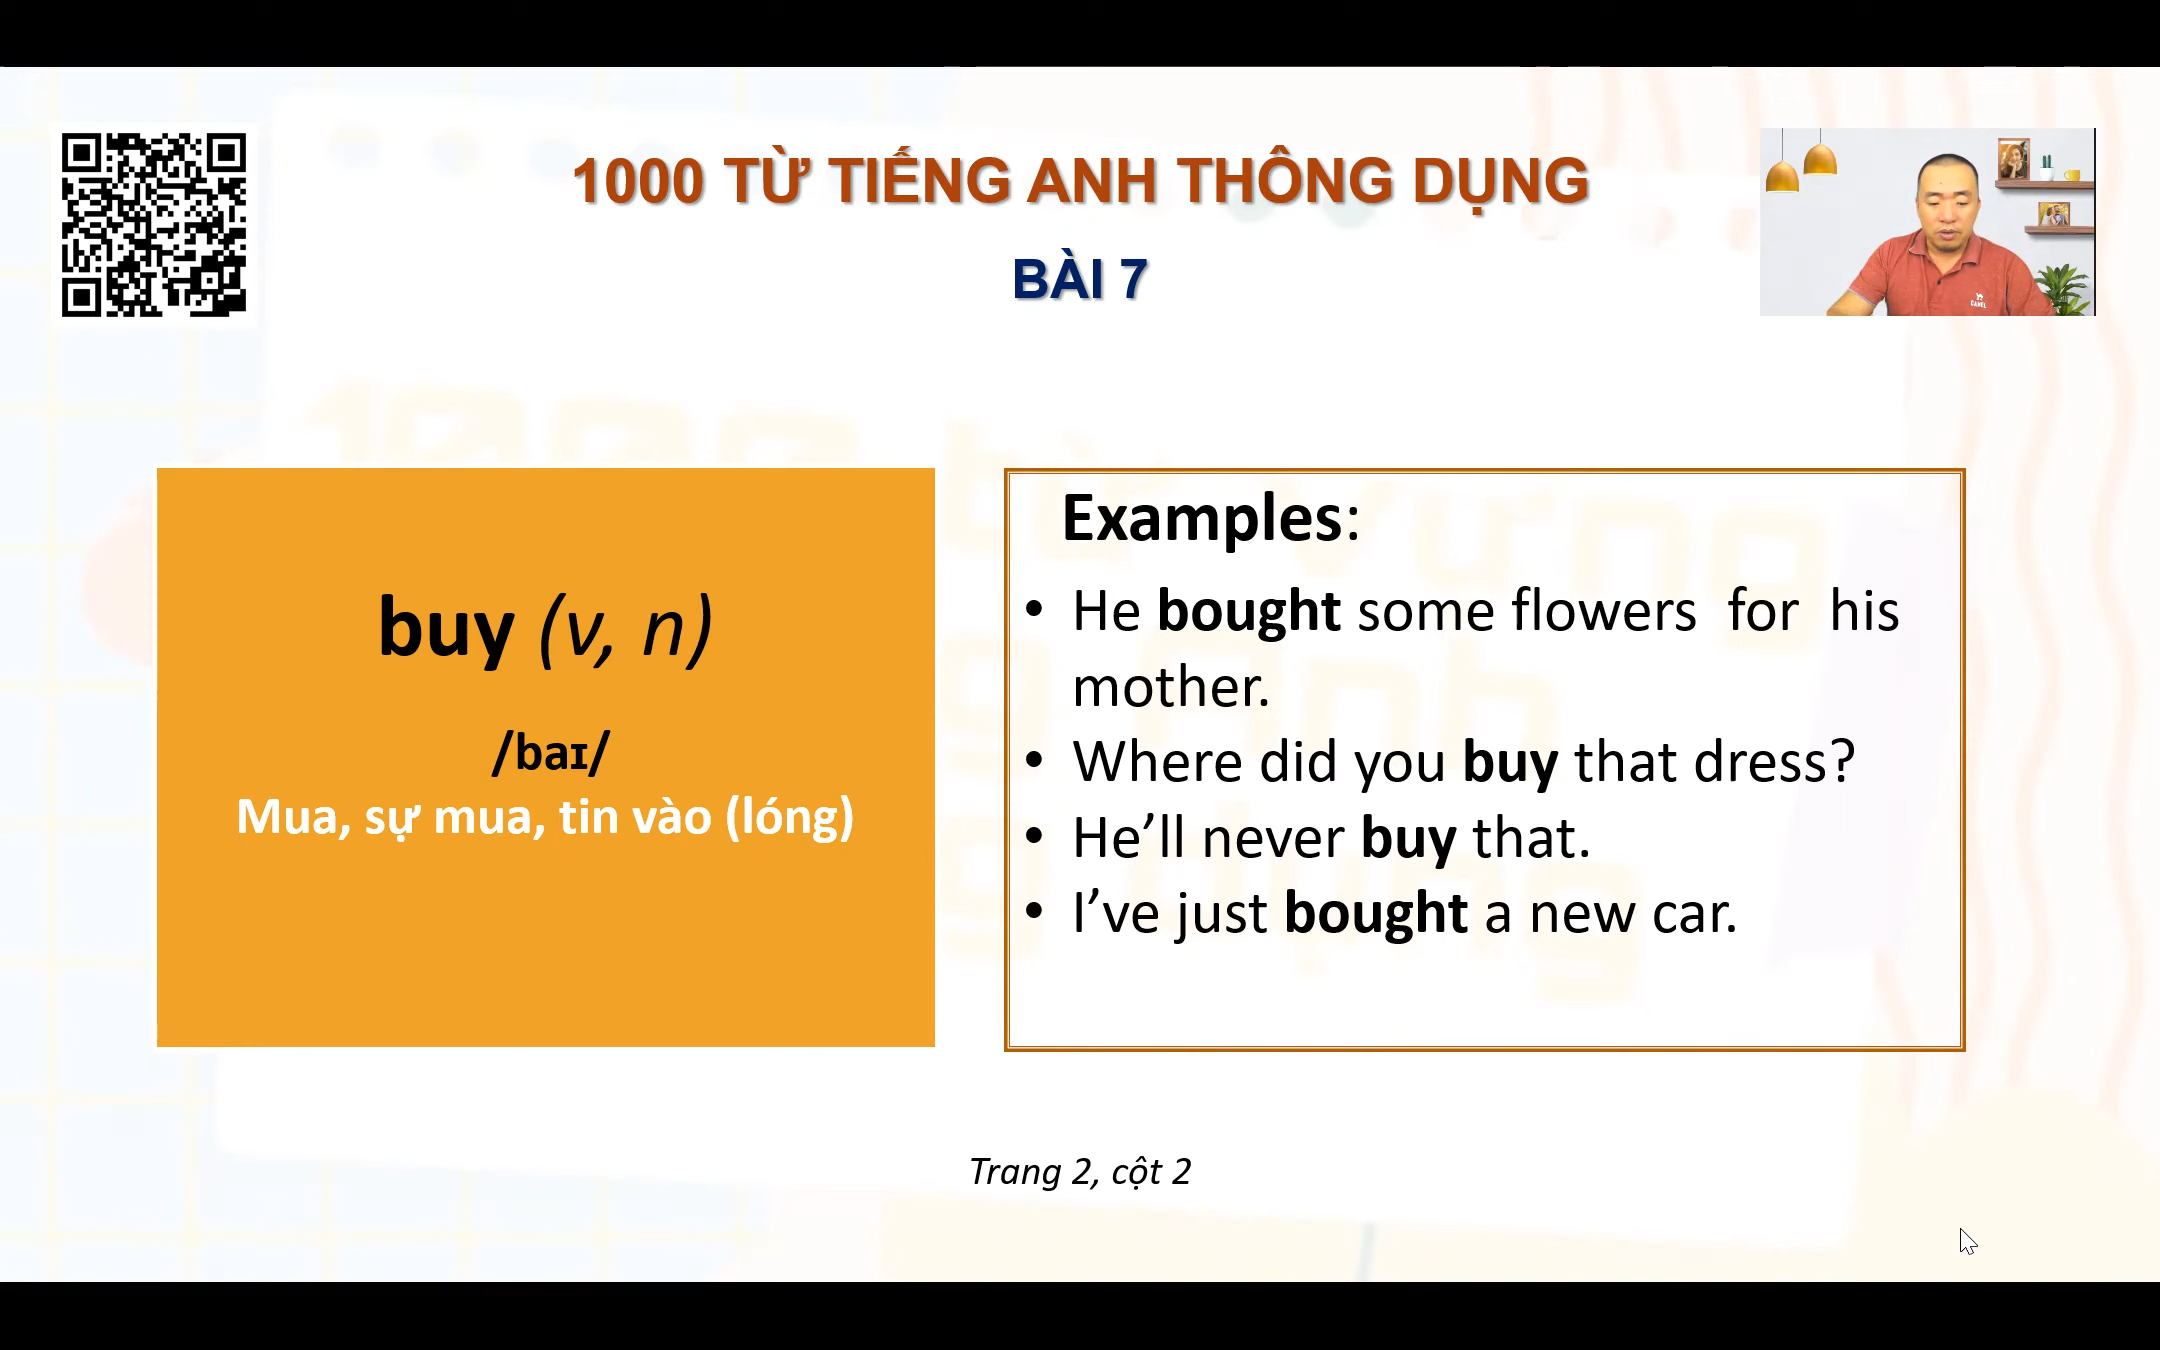 1000 TỪ TIẾNG ANH THÔNG DỤNG
BÀI 7
buy (v, n)
/baɪ/
Mua, sự mua, tin vào (lóng)
Examples:
• He bought some flowers for his
mother.
• Where did you buy that dress?
• He’ll never buy that.
• I’ve just bought a new car.
Trang 2, cột 2
CAMEL